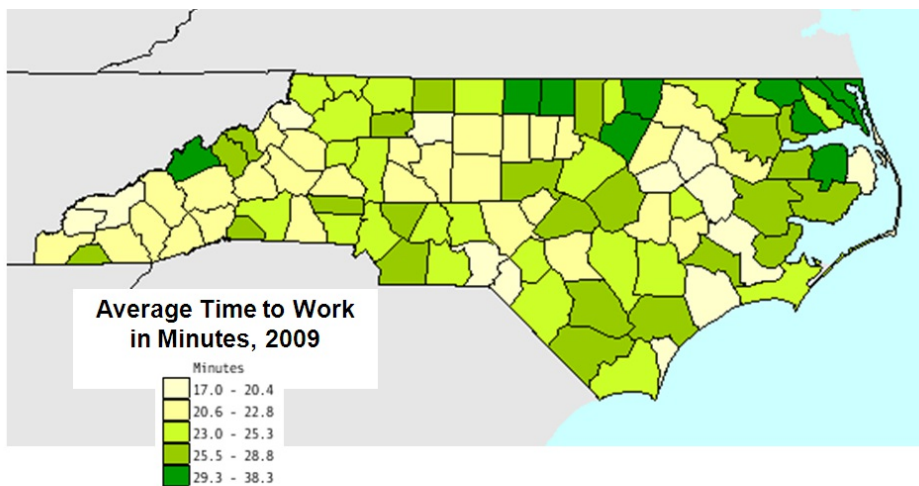 Average Time to Work
in Minutes, 2009
Minutes
17.0 - 20.4
20.6 - 22.8
23.0 - 25.3
25.5 - 28.8
29.3 - 38.3